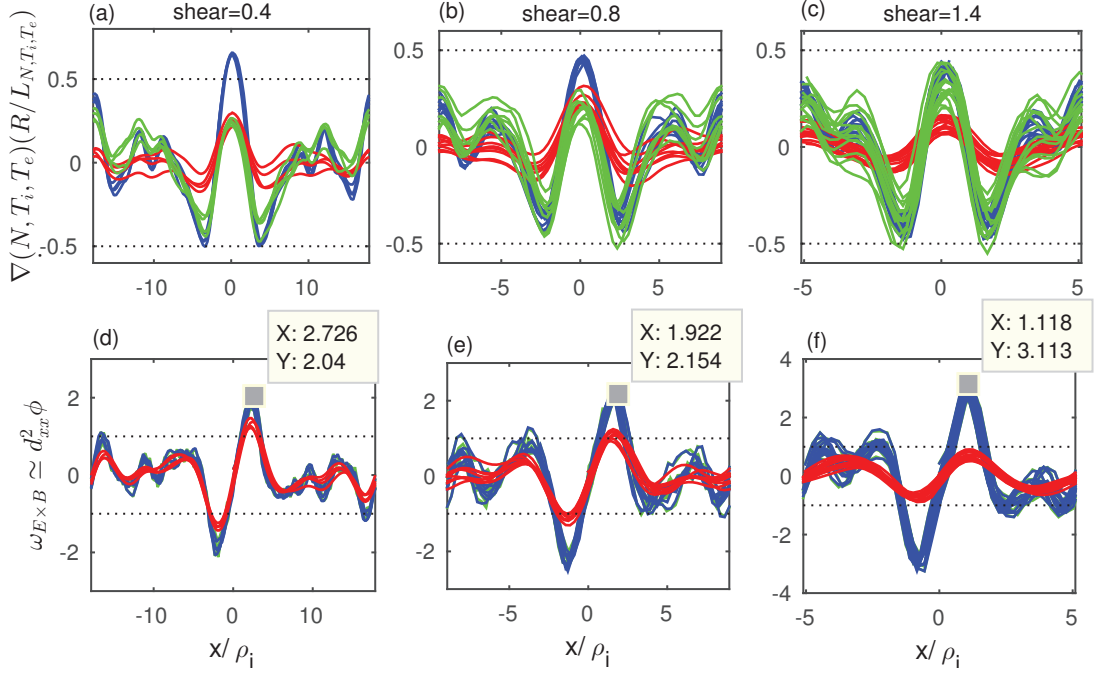 (a) shear=0.4
(b) shear=0.8
(c) shear=1.4
∇(N, T_i, T_e)(R/L_{N,T_i,T_e})
0.5
0
-0.5
-10 0 10
0.5
0
-0.5
-5 0 5
0.5
0
-0.5
-5 0 5
(d)
X: 2.726
Y: 2.04
(e)
X: 1.922
Y: 2.154
(f)
X: 1.118
Y: 3.113
ω_{E×B} ≃ d²_{xx}ϕ
2
0
-2
-10 0 10
x/ ρ_i
2
0
-2
-5 0 5
x/ ρ_i
4
2
0
-2
-4
-5 0 5
x/ ρ_i